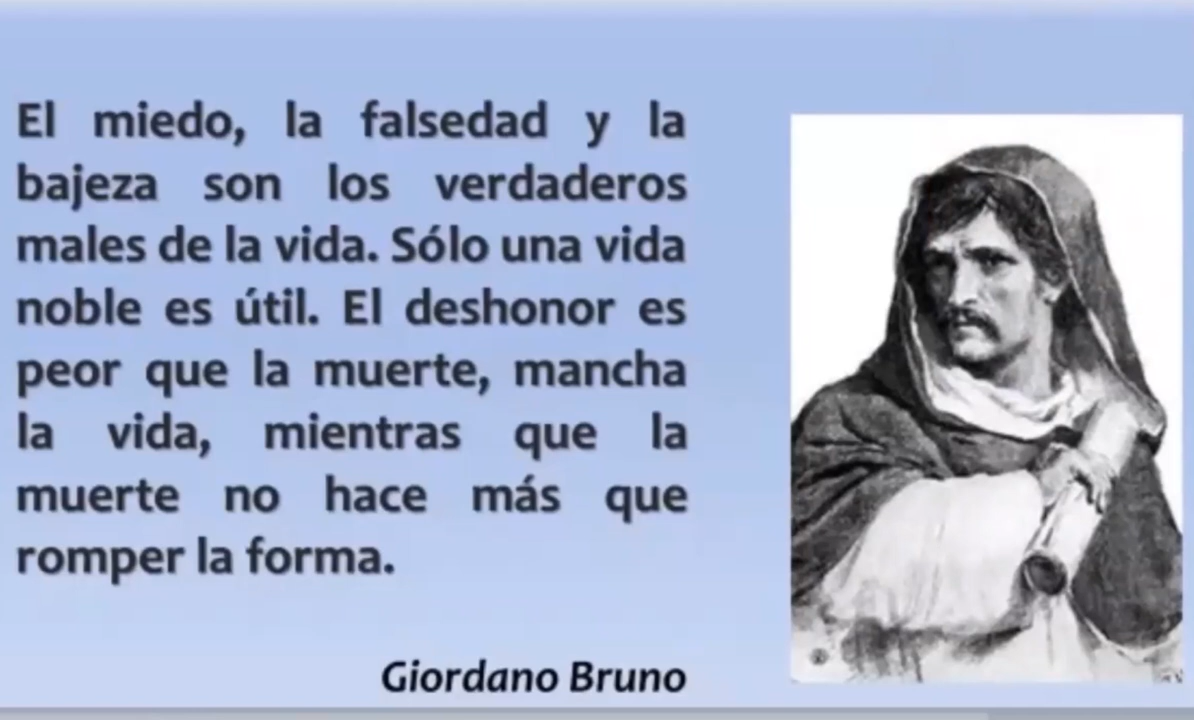 El miedo, la falsedad y la
bajeza son los verdaderos
males de la vida. Sólo una vida
noble es útil. El deshonor es
peor que la muerte, mancha
la vida, mientras que la
muerte no hace más que
romper la forma.
Giordano Bruno